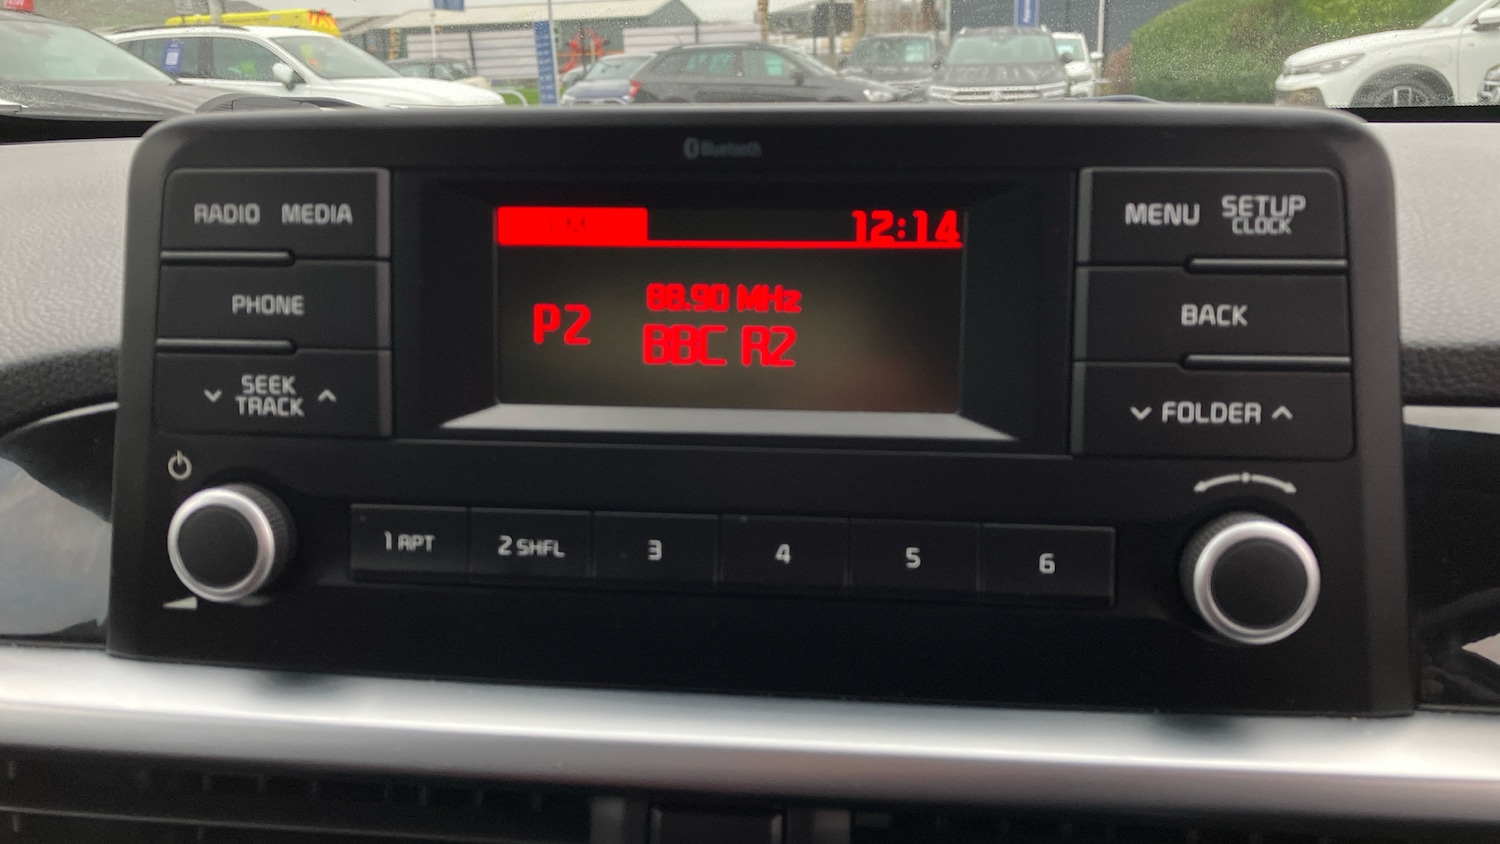 Bluetooth
RADIO MEDIA
PHONE
SEEK
TRACK
12:14
P2
88.90 MHz
BBC R2
MENU SETUP
CLOCK
BACK
FOLDER
1 RPT
2 SHFL
3
4
5
6